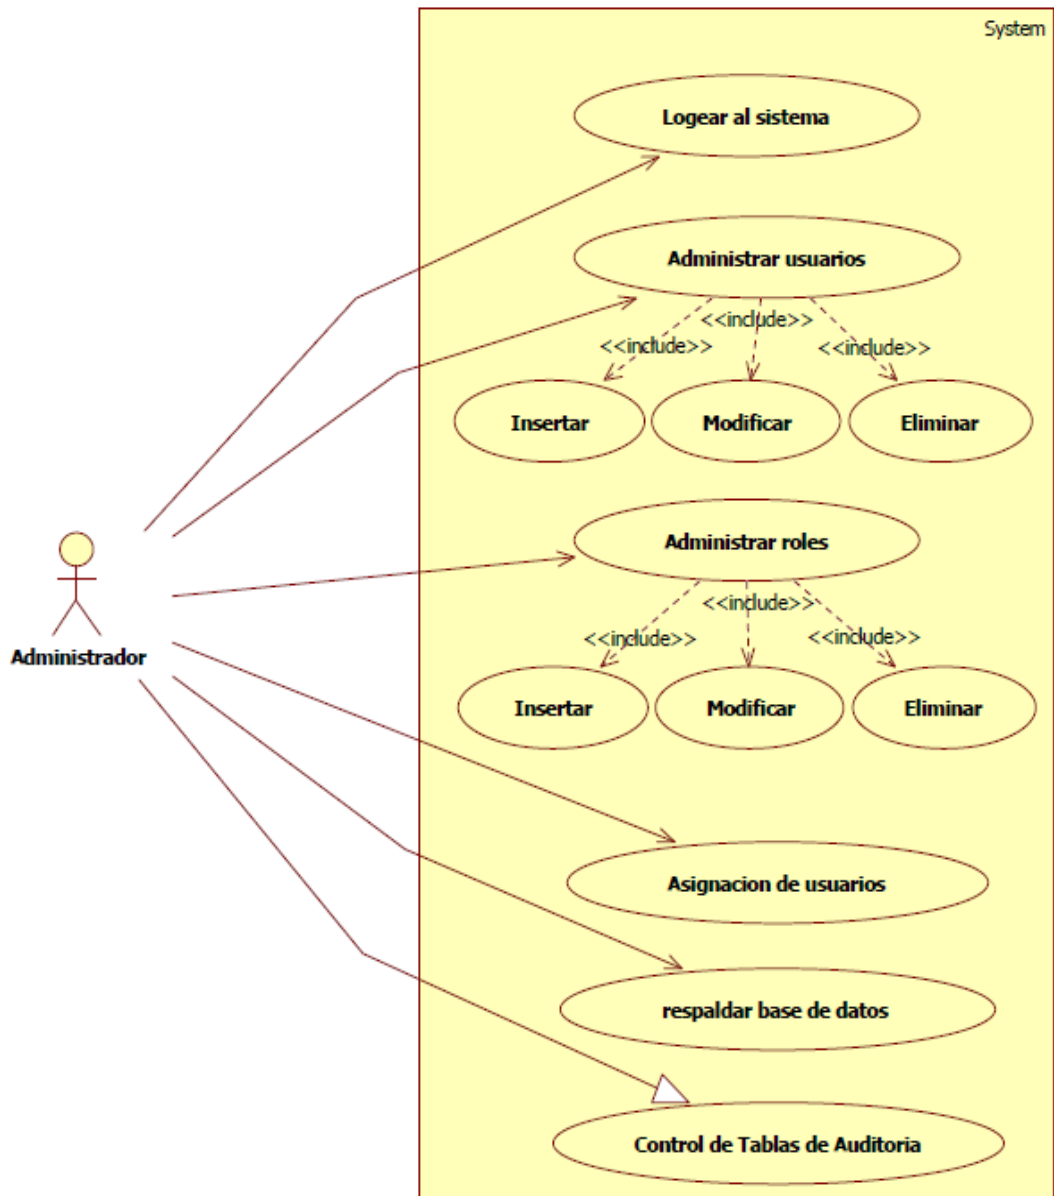 System
Logear al sistema
Administrar usuarios
<<include>>
<<include>>
<<include>>
Insertar
Modificar
Eliminar
Administrar roles
<<include>>
<<include>>
<<include>>
Administrador
Insertar
Modificar
Eliminar
Asignacion de usuarios
respaldar base de datos
Control de Tablas de Auditoria